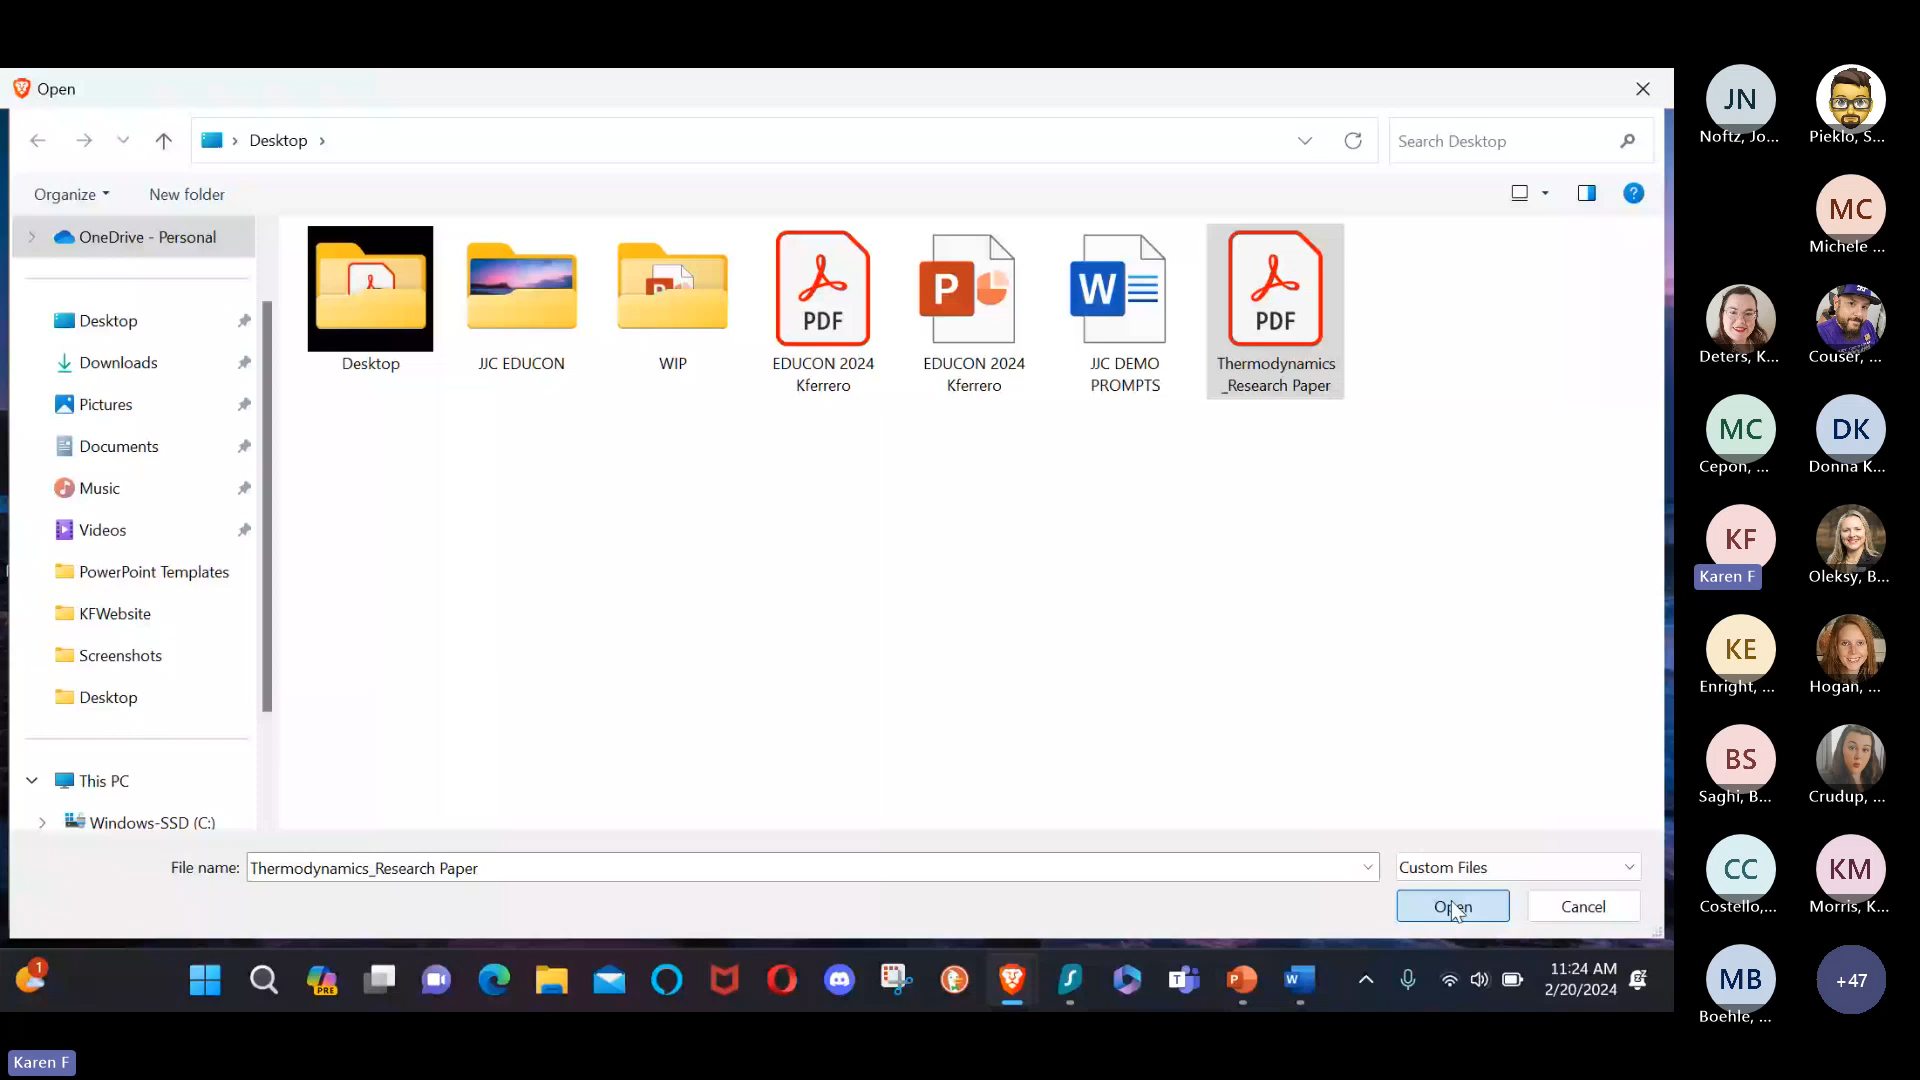 Open
Desktop
Search Desktop
Organize
New folder
OneDrive - Personal
Desktop
Downloads
Pictures
Documents
Music
Videos
PowerPoint Templates
KFWebsite
Screenshots
Desktop
This PC
Windows-SSD (C:)
Desktop
JJC EDUCON
WIP
PDF
EDUCON 2024
Kferrero
P
EDUCON 2024
Kferrero
W
JJC DEMO
PROMPTS
PDF
Thermodynamics
_Research Paper
File name:
Thermodynamics_Research Paper
Custom Files
Open
Cancel
1
PRE
11:24 AM
2/20/2024
Karen F
JN
Noftz, Jo...
Pieklo, S...
MC
Michele ...
Deters, K...
Couser, ...
MC
Cepon, ...
DK
Donna K...
KF
Karen F
Oleksy, B...
KE
Enright, ...
Hogan, ...
BS
Saghi, B...
Crudup, ...
CC
Costello,...
KM
Morris, K...
MB
Boehle, ...
+47